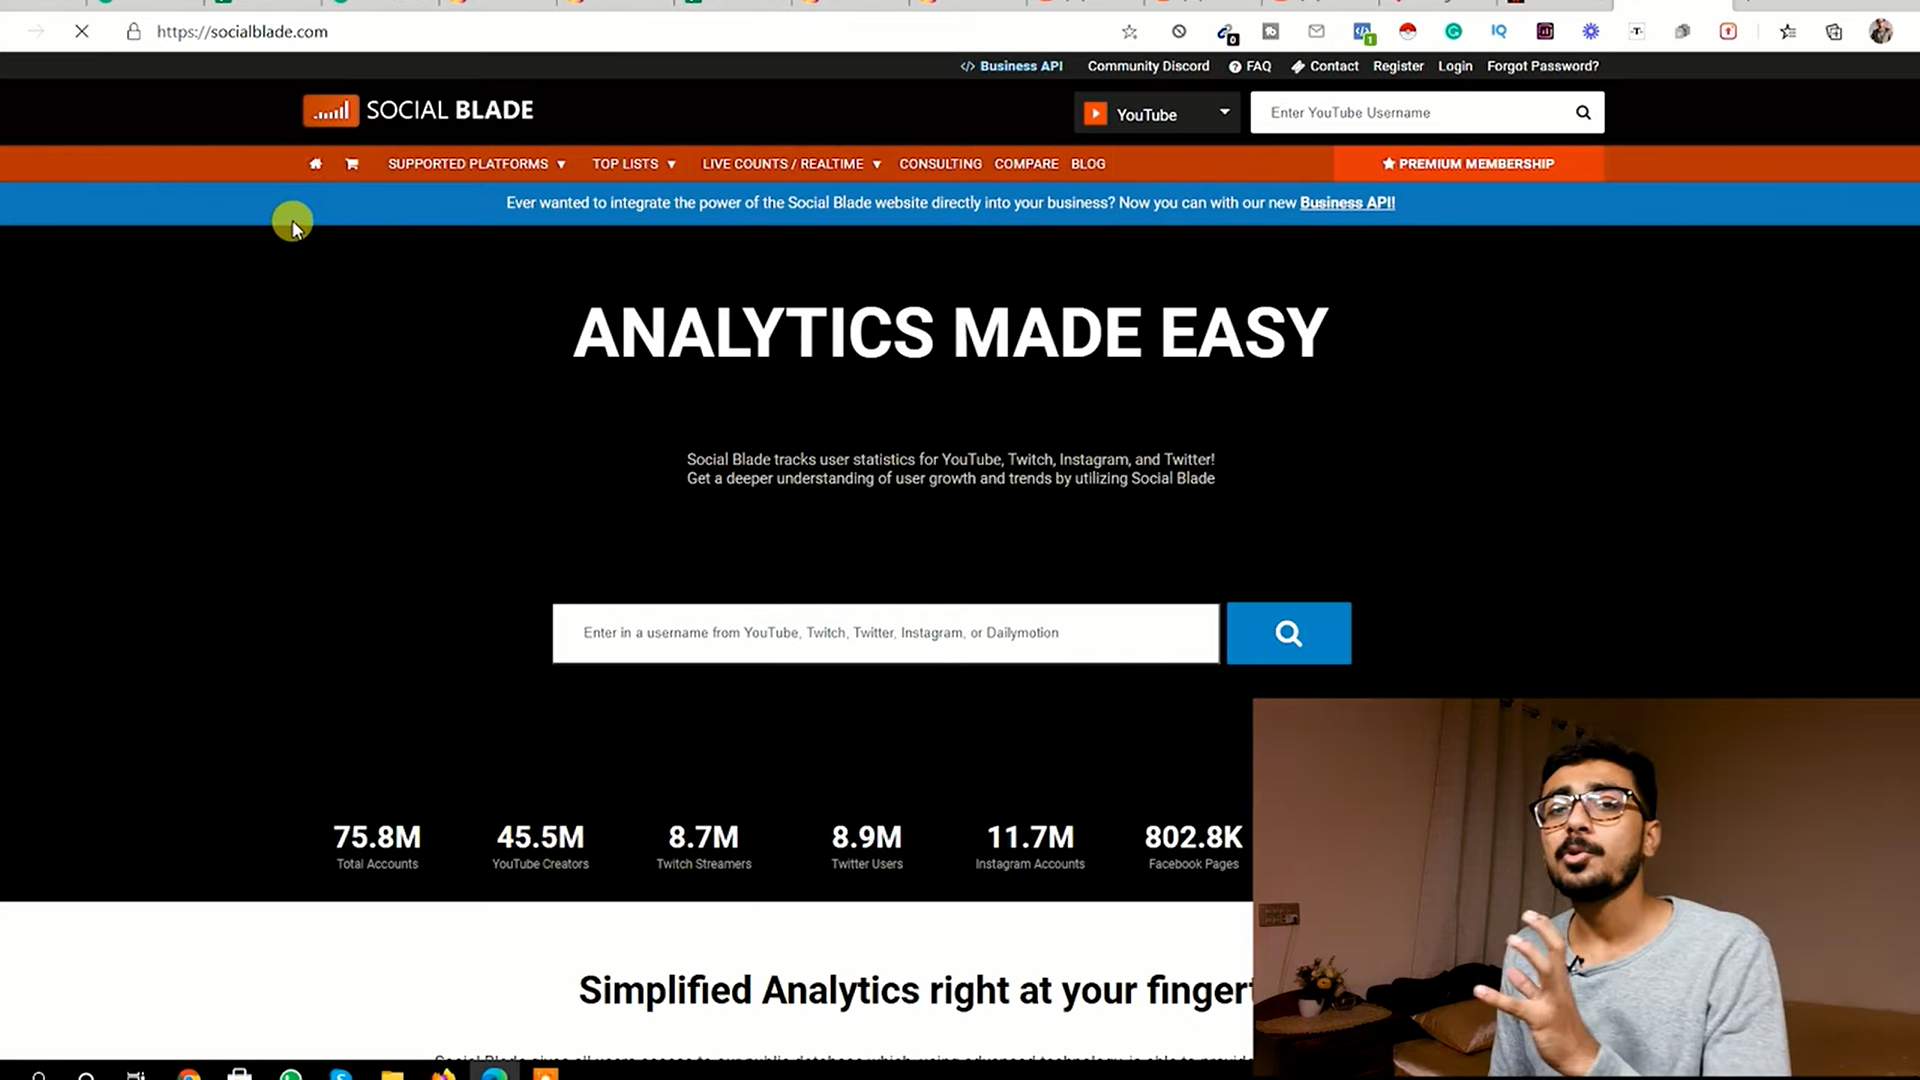 https://socialblade.com
0
1
IQ
-T-
</> Business API Community Discord ? FAQ Contact Register Login Forgot Password?
SOCIAL BLADE
YouTube
Enter YouTube Username
SUPPORTED PLATFORMS ▼ TOP LISTS ▼ LIVE COUNTS / REALTIME ▼ CONSULTING COMPARE BLOG
★ PREMIUM MEMBERSHIP
Ever wanted to integrate the power of the Social Blade website directly into your business? Now you can with our new Business API!
ANALYTICS MADE EASY
Social Blade tracks user statistics for YouTube, Twitch, Instagram, and Twitter!
Get a deeper understanding of user growth and trends by utilizing Social Blade
Enter in a username from YouTube, Twitch, Twitter, Instagram, or Dailymotion
75.8M 45.5M 8.7M 8.9M 11.7M 802.8K
Total Accounts YouTube Creators Twitch Streamers Twitter Users Instagram Accounts Facebook Pages
Simplified Analytics right at your finger